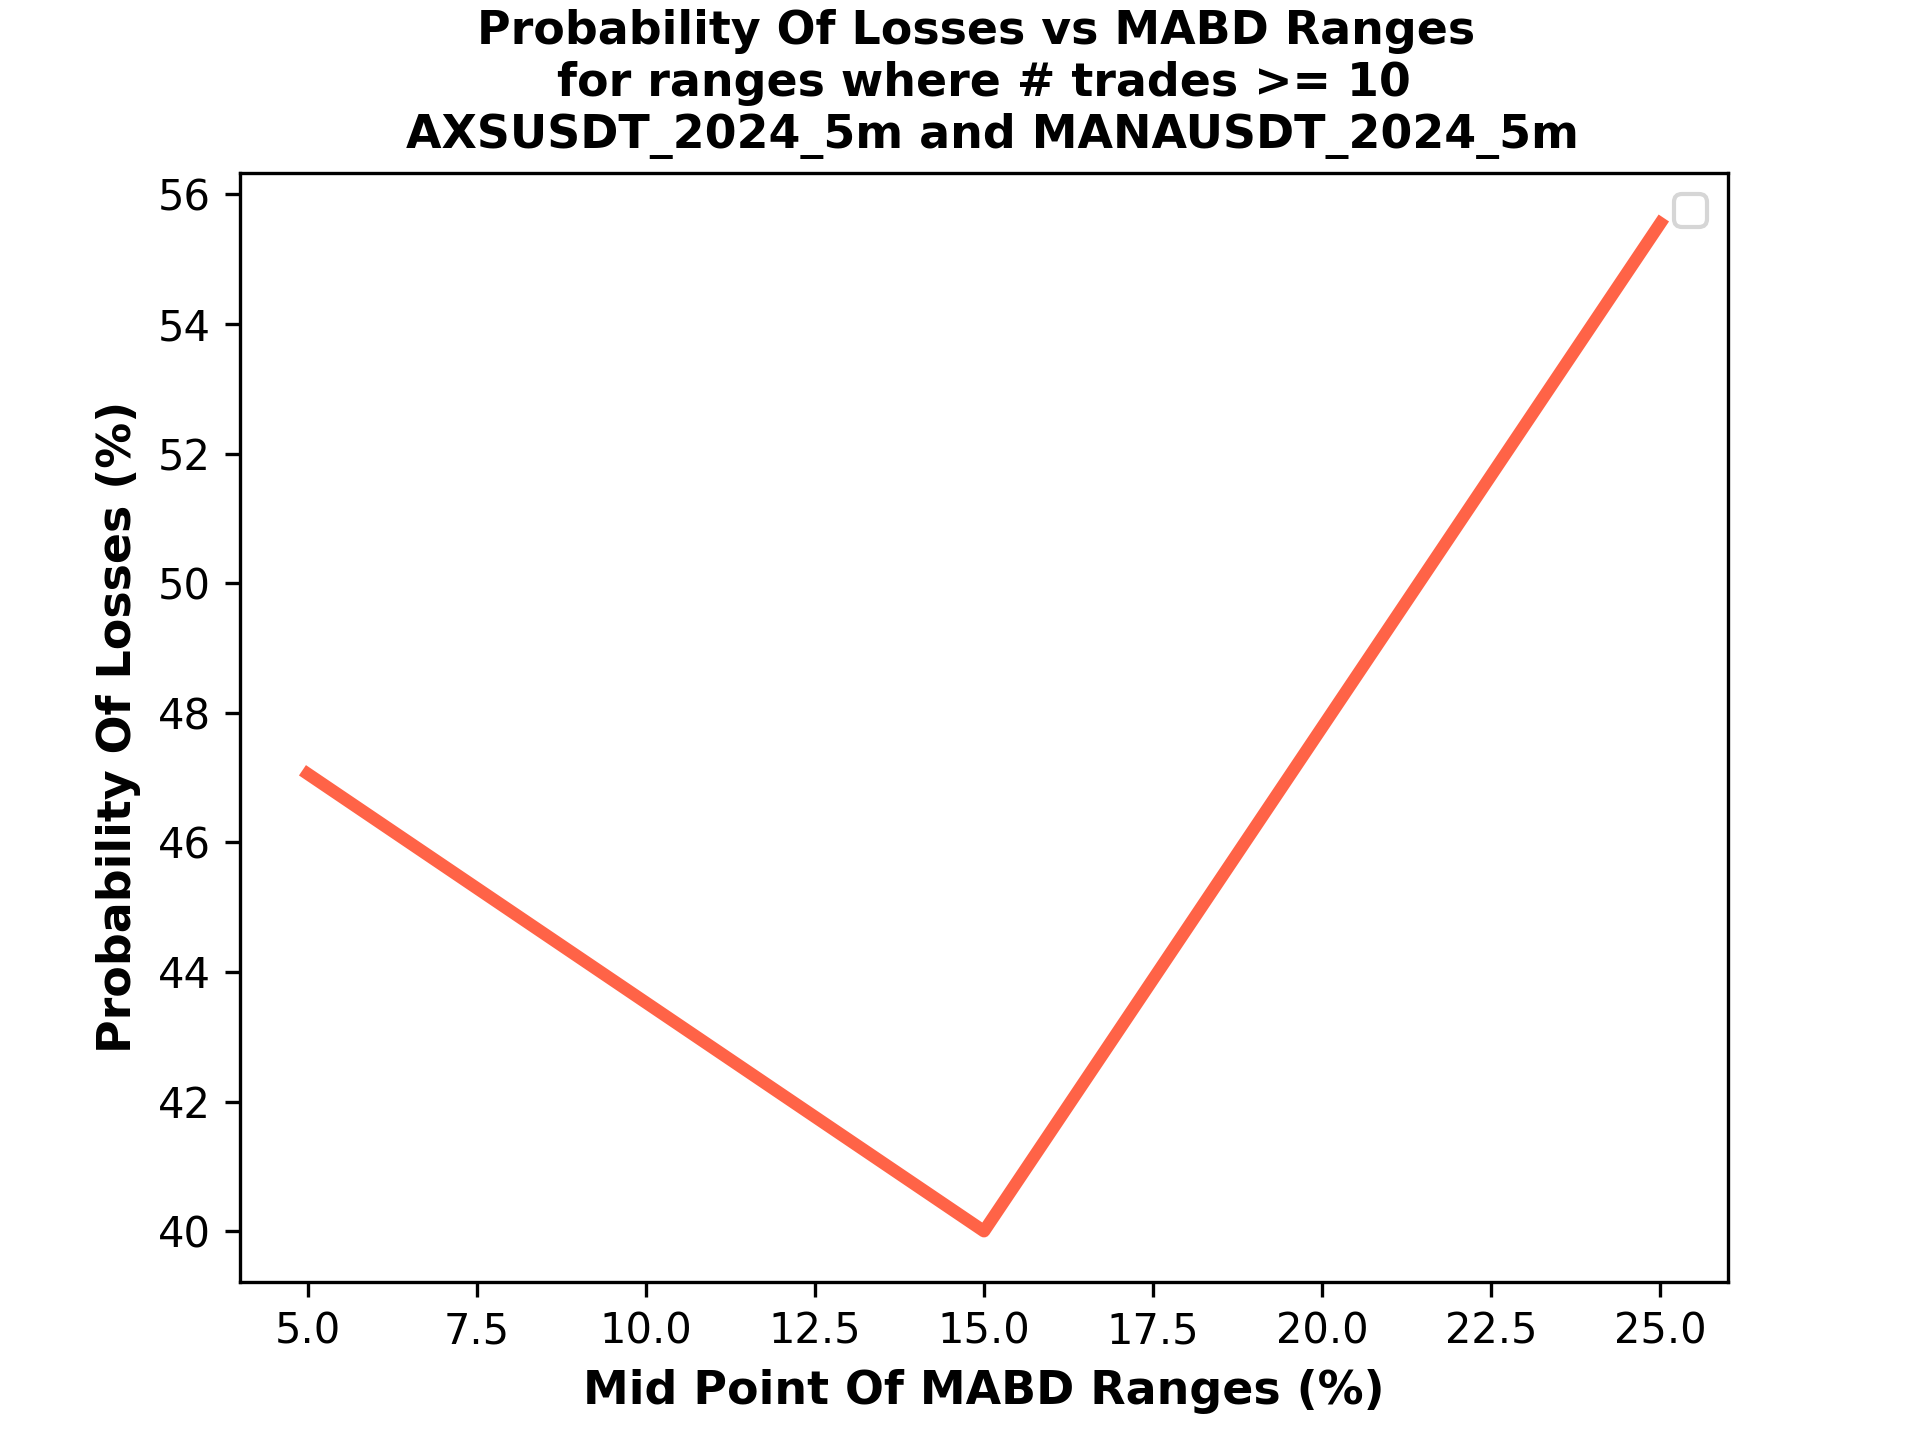 Probability Of Losses vs MABD Ranges
for ranges where # trades >= 10
AXSUSDT_2024_5m and MANAUSDT_2024_5m
56
54
52
50
48
46
44
42
40
Probability Of Losses (%)
5.0 7.5 10.0 12.5 15.0 17.5 20.0 22.5 25.0
Mid Point Of MABD Ranges (%)